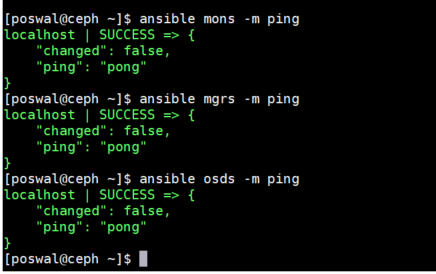 [poswal@ceph ~]$ ansible mons -m ping
localhost | SUCCESS => {
    "changed": false,
    "ping": "pong"
}
[poswal@ceph ~]$ ansible mgrs -m ping
localhost | SUCCESS => {
    "changed": false,
    "ping": "pong"
}
[poswal@ceph ~]$ ansible osds -m ping
localhost | SUCCESS => {
    "changed": false,
    "ping": "pong"
}
[poswal@ceph ~]$